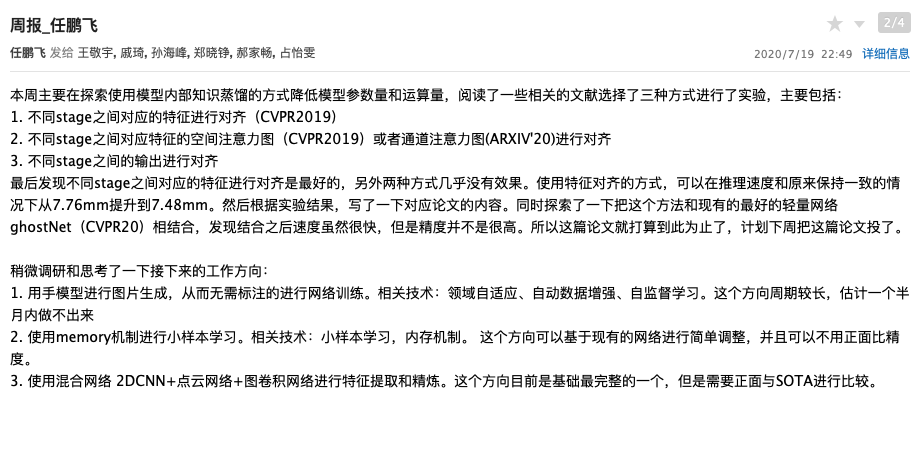 周报_任鹏飞
2/4
任鹏飞 发给 王敬宇, 戚琦, 孙海峰, 郑晓铮, 郝家畅, 占怡雯
2020/7/19 22:49 详细信息
本周主要在探索使用模型内部知识蒸馏的方式降低模型参数量和运算量，阅读了一些相关的文献选择了三种方式进行了实验，主要包括：
1. 不同stage之间对应的特征进行对齐（CVPR2019）
2. 不同stage之间对应特征的空间注意力图（CVPR2019）或者通道注意力图(ARXIV'20)进行对齐
3. 不同stage之间的输出进行对齐
最后发现不同stage之间对应的特征进行对齐是最好的，另外两种方式几乎没有效果。使用特征对齐的方式，可以在推理速度和原来保持一致的情
况下从7.76mm提升到7.48mm。然后根据实验结果，写了一下对应论文的内容。同时探索了一下把这个方法和现有的最好的轻量网络
ghostNet（CVPR20）相结合，发现结合之后速度虽然很快，但是精度并不是很高。所以这篇论文就打算到此为止了，计划下周把这篇论文投了。
稍微调研和思考了一下接下来的工作方向：
1. 用手模型进行图片生成，从而无需标注的进行网络训练。相关技术：领域自适应、自动数据增强、自监督学习。这个方向周期较长，估计一个半
月内做不出来
2. 使用memory机制进行小样本学习。相关技术：小样本学习，内存机制。 这个方向可以基于现有的网络进行简单调整，并且可以不用正面比精
度。
3. 使用混合网络 2DCNN+点云网络+图卷积网络进行特征提取和精炼。这个方向目前是基础最完整的一个，但是需要正面与SOTA进行比较。